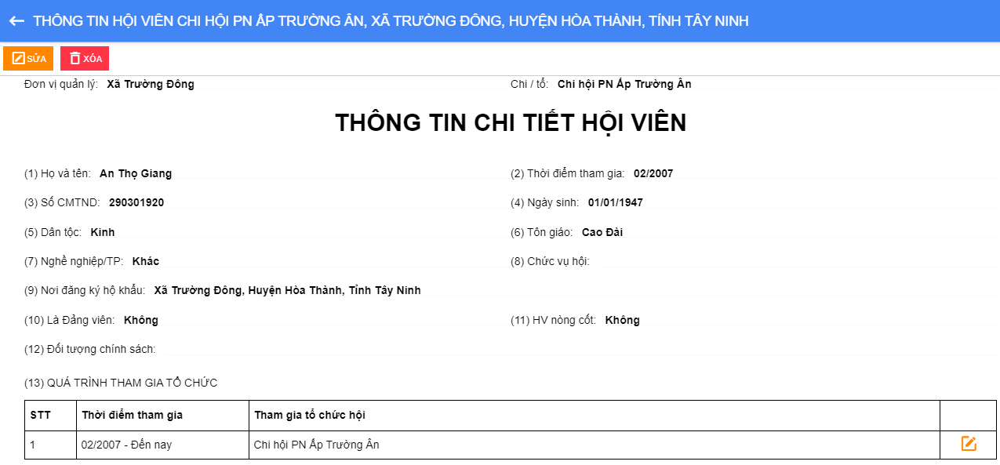 THÔNG TIN HỘI VIÊN CHI HỘI PN ẤP TRƯỜNG ÂN, XÃ TRƯỜNG ĐÔNG, HUYỆN HÒA THÀNH, TỈNH TÂY NINH
SỬA XÓA
Đơn vị quản lý: Xã Trường Đông Chi / tổ: Chi hội PN Ấp Trường Ân
THÔNG TIN CHI TIẾT HỘI VIÊN
(1) Họ và tên: An Thọ Giang (2) Thời điểm tham gia: 02/2007
(3) Số CMTND: 290301920 (4) Ngày sinh: 01/01/1947
(5) Dân tộc: Kinh (6) Tôn giáo: Cao Đài
(7) Nghề nghiệp/TP: Khác (8) Chức vụ hội:
(9) Nơi đăng ký hộ khẩu: Xã Trường Đông, Huyện Hòa Thành, Tỉnh Tây Ninh
(10) Là Đảng viên: Không (11) HV nòng cốt: Không
(12) Đối tượng chính sách:
(13) QUÁ TRÌNH THAM GIA TỔ CHỨC
STT Thời điểm tham gia Tham gia tổ chức hội
1 02/2007 - Đến nay Chi hội PN Ấp Trường Ân